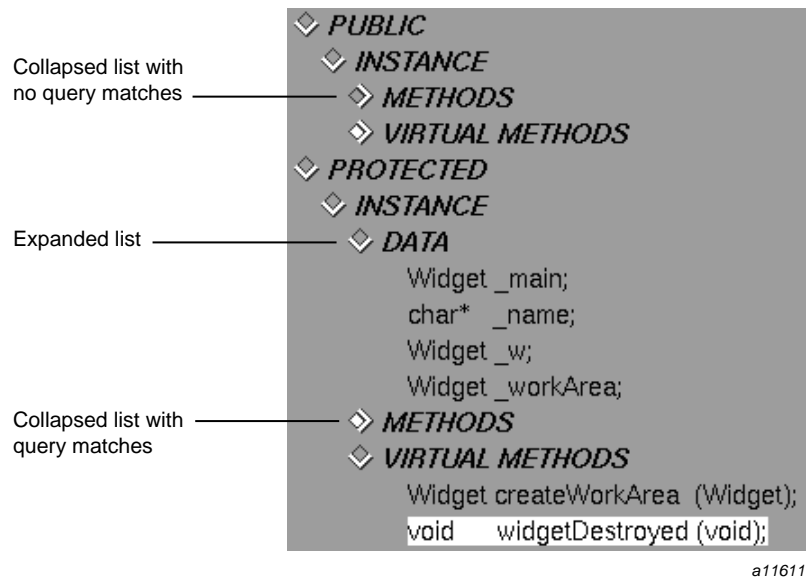 PUBLIC
INSTANCE
Collapsed list with
no query matches
METHODS
VIRTUAL METHODS
PROTECTED
INSTANCE
Expanded list
DATA
Widget _main;
char* _name;
Widget _w;
Widget _workArea;
Collapsed list with
query matches
METHODS
VIRTUAL METHODS
Widget createWorkArea (Widget);
void widgetDestroyed (void);
a11611